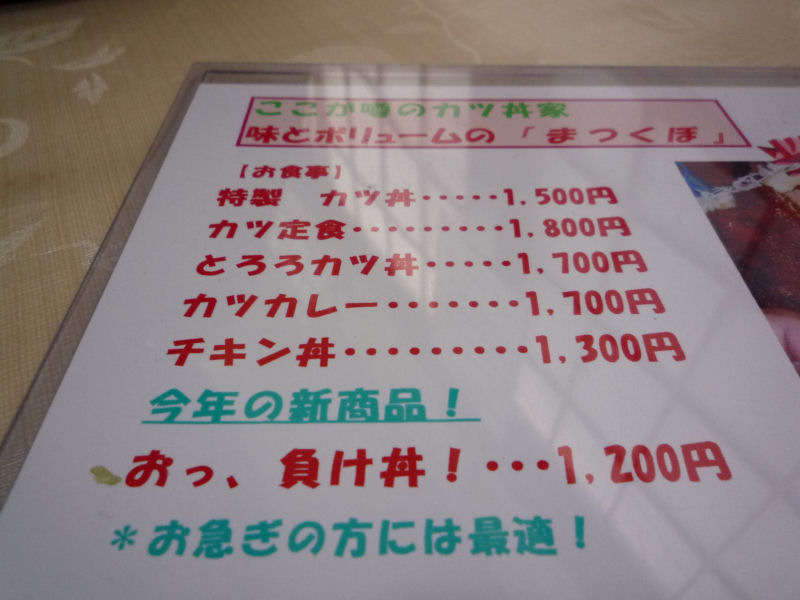 ここが噂のカツ丼家
味とボリュームの「まつくぼ」
【お食事】
特製　カツ丼・・・・・1,500円
カツ定食・・・・・・・・・1,800円
とろろカツ丼・・・・・1,700円
カツカレー・・・・・・・1,700円
チキン丼・・・・・・・・・1,300円
今年の新商品！
おっ、負け丼！・・・1,200円
＊お急ぎの方には最適！